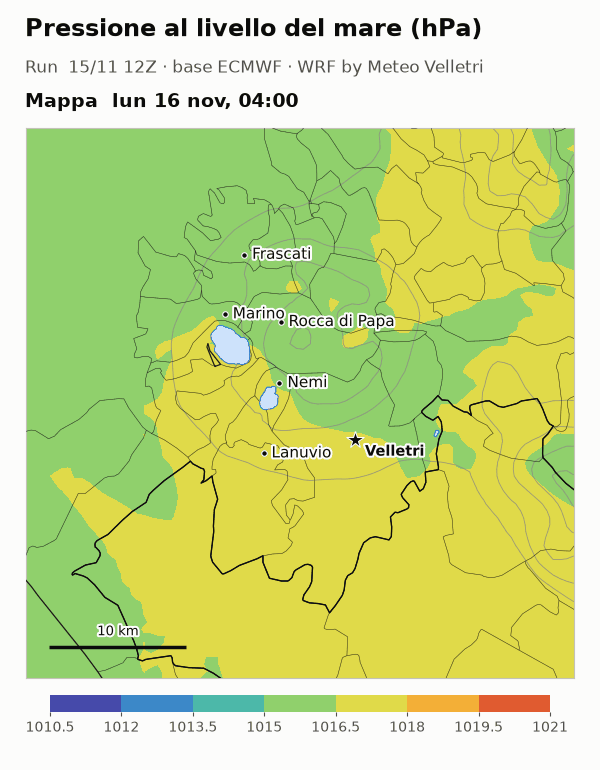 Pressione al livello del mare (hPa)
Run 15/11 12Z · base ECMWF · WRF by Meteo Velletri
Mappa lun 16 nov, 04:00
Frascati
Marino
Rocca di Papa
Nemi
Velletri
Lanuvio
10 km
1010.5 1012 1013.5 1015 1016.5 1018 1019.5 1021